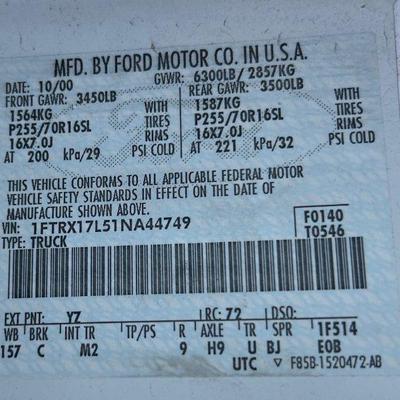 MFD. BY FORD MOTOR CO. IN U.S.A.
DATE: 10/00 GVWR: 6300LB/ 2857KG
FRONT GAWR: 3450LB REAR GAWR: 3500LB
1564KG WITH 1587KG WITH
P255/70R16SL TIRES P255/70R16SL TIRES
16X7.0J RIMS 16X7.0J RIMS
AT 200 kPa/29 PSI COLD AT 221 kPa/32 PSI COLD
THIS VEHICLE CONFORMS TO ALL APPLICABLE FEDERAL MOTOR
VEHICLE SAFETY STANDARDS IN EFFECT ON THE DATE OF
MANUFACTURE SHOWN ABOVE.
VIN: 1FTRX17L51NA44749 F0140
TYPE: TRUCK T0546
EXT PNT: YZ RC: 72 DSO:
WB BRK INT TR TP/PS R AXLE TR SPR 1F514
157 C M2 9 H9 U BJ EOB
UTC ▽ F85B-1520472-AB